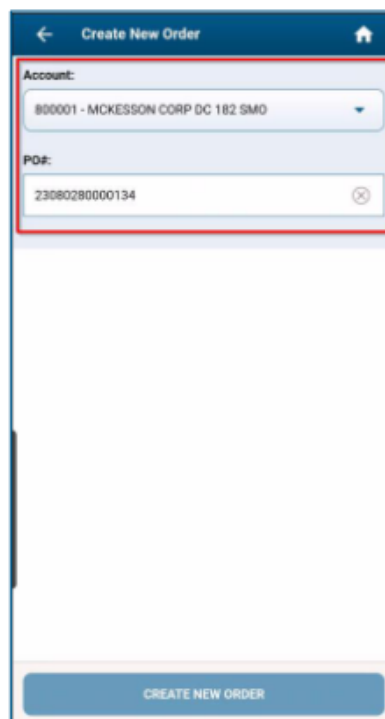 Create New Order
Account:
800001 - MCKESSON CORP DC 182 SMO
PO#:
23080280000134
CREATE NEW ORDER